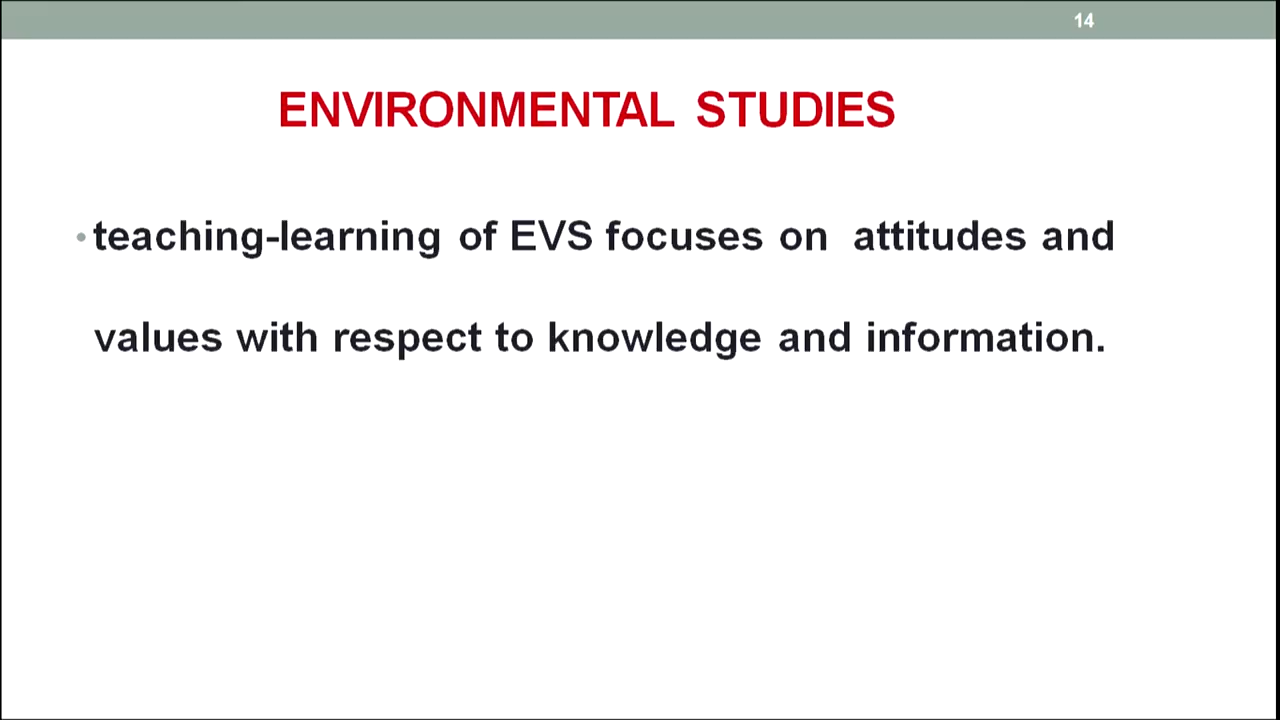 14
ENVIRONMENTAL STUDIES
• teaching-learning of EVS focuses on attitudes and
values with respect to knowledge and information.